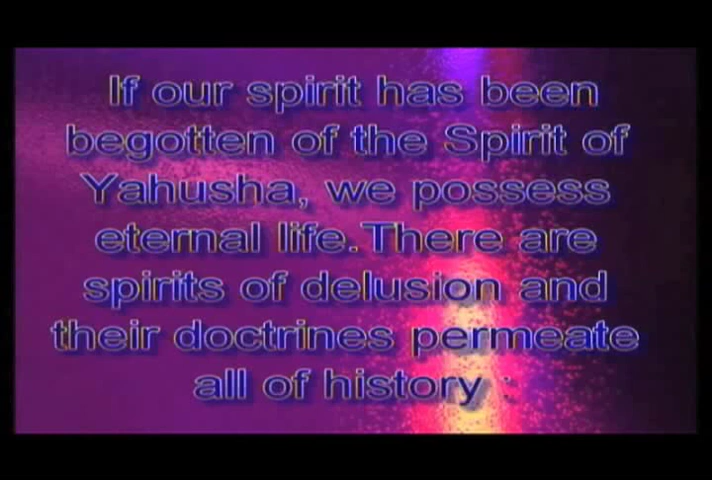 If our spirit has been
begotten of the Spirit of
Yahusha, we possess
eternal life. There are
spirits of delusion and
their doctrines permeate
all of history :